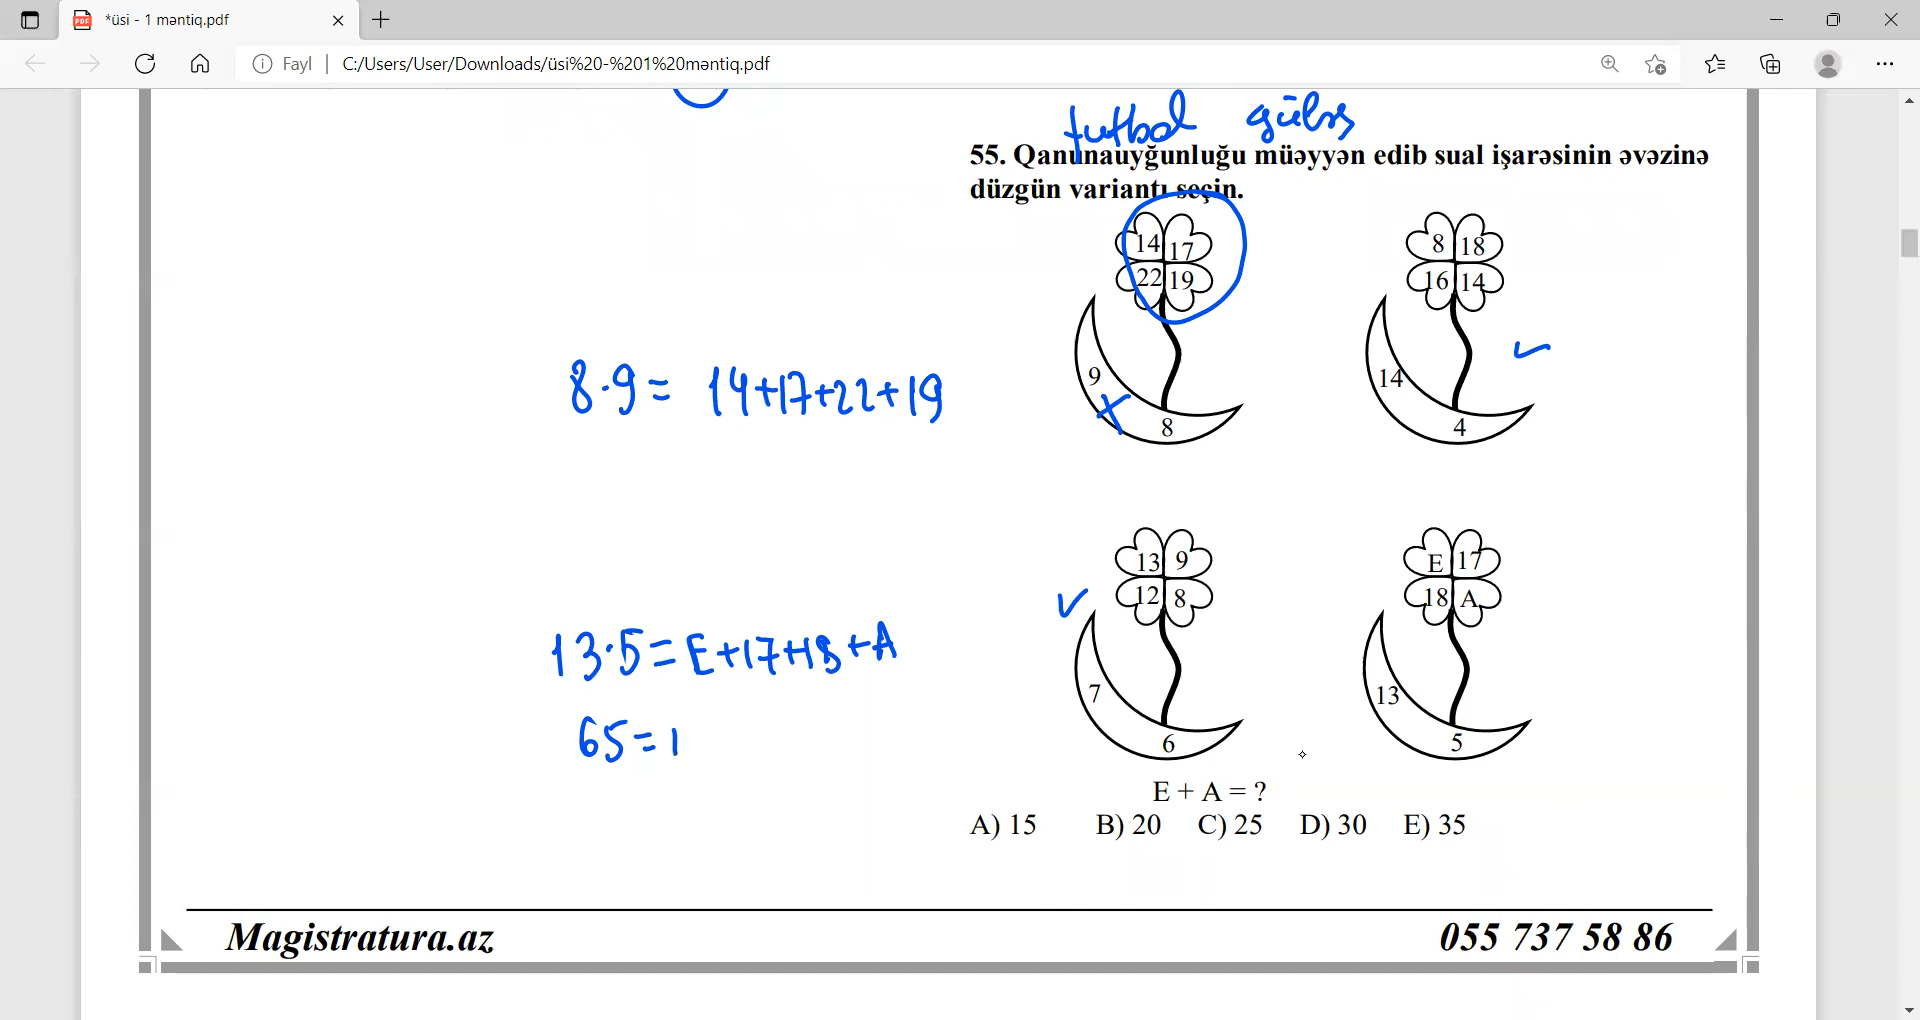 *üsi - 1 məntiq.pdf
Fayl | C:/Users/User/Downloads/üsi%20-%201%20məntiq.pdf
futbol
55. Qanunauyğunluğu müəyyən edib sual işarəsinin əvəzinə
düzgün variantı seçin.
14 17
22 19
9
8
8 18
16 14
14
4
8·9= 14+17+22+19
13 9
12 8
7
6
E 17
18 A
13
5
13·5=E+17+18+A
65=1
E + A = ?
A) 15 B) 20 C) 25 D) 30 E) 35
Magistratura.az 055 737 58 86